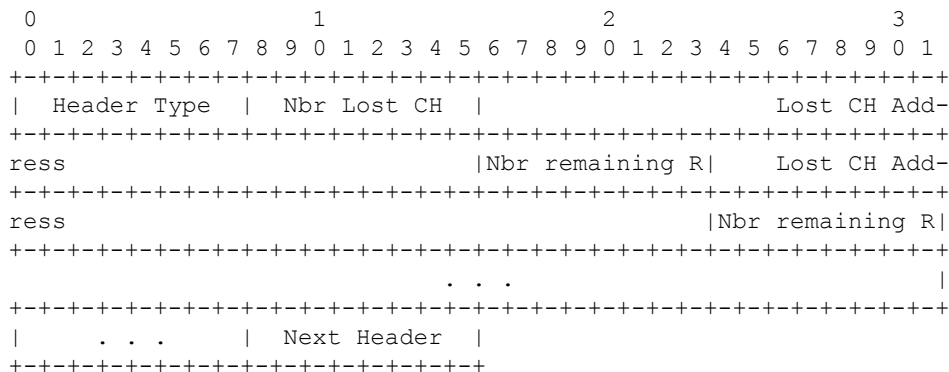 0                   1                   2                   3
 0 1 2 3 4 5 6 7 8 9 0 1 2 3 4 5 6 7 8 9 0 1 2 3 4 5 6 7 8 9 0 1
+-+-+-+-+-+-+-+-+-+-+-+-+-+-+-+-+-+-+-+-+-+-+-+-+-+-+-+-+-+-+-+-+
|  Header Type  |  Nbr Lost CH  |                    Lost CH Add-
+-+-+-+-+-+-+-+-+-+-+-+-+-+-+-+-+-+-+-+-+-+-+-+-+-+-+-+-+-+-+-+-+
ress                            |Nbr remaining R|    Lost CH Add-
+-+-+-+-+-+-+-+-+-+-+-+-+-+-+-+-+-+-+-+-+-+-+-+-+-+-+-+-+-+-+-+-+
ress                                            |Nbr remaining R|
+-+-+-+-+-+-+-+-+-+-+-+-+-+-+-+-+-+-+-+-+-+-+-+-+-+-+-+-+-+-+-+-+
                              . . .                             |
+-+-+-+-+-+-+-+-+-+-+-+-+-+-+-+-+-+-+-+-+-+-+-+-+-+-+-+-+-+-+-+-+
|     . . .     |  Next Header  |
+-+-+-+-+-+-+-+-+-+-+-+-+-+-+-+-+